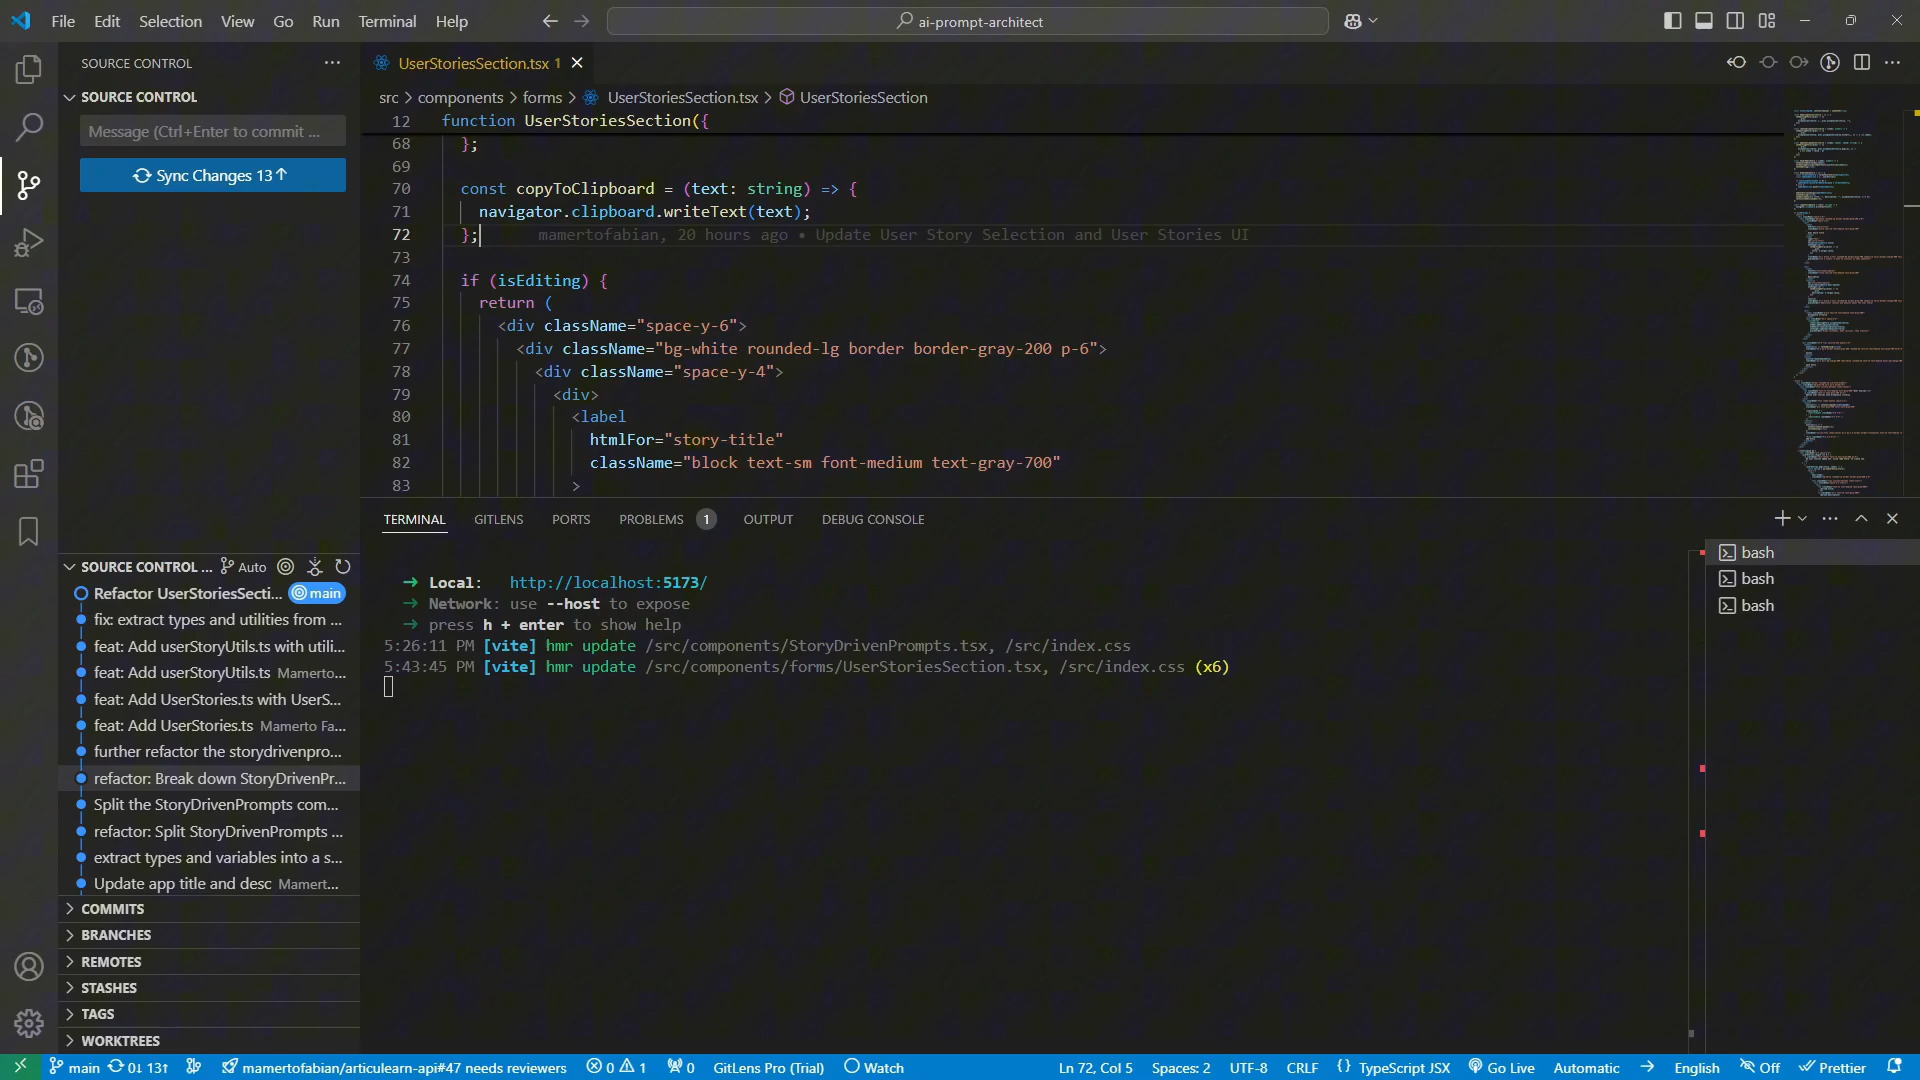 File Edit Selection View Go Run Terminal Help
ai-prompt-architect
SOURCE CONTROL
SOURCE CONTROL
Message (Ctrl+Enter to commit ...
Sync Changes 13↑
UserStoriesSection.tsx 1
src > components > forms > UserStoriesSection.tsx > UserStoriesSection
12 function UserStoriesSection({
68 };
69
70 const copyToClipboard = (text: string) => {
71 navigator.clipboard.writeText(text);
72 }; mamertofabian, 20 hours ago • Update User Story Selection and User Stories UI
73
74 if (isEditing) {
75 return (
76 <div className="space-y-6">
77 <div className="bg-white rounded-lg border border-gray-200 p-6">
78 <div className="space-y-4">
79 <div>
80 <label
81 htmlFor="story-title"
82 className="block text-sm font-medium text-gray-700"
83 >
TERMINAL GITLENS PORTS PROBLEMS 1 OUTPUT DEBUG CONSOLE
→ Local: http://localhost:5173/
→ Network: use --host to expose
→ press h + enter to show help
5:26:11 PM [vite] hmr update /src/components/StoryDrivenPrompts.tsx, /src/index.css
5:43:45 PM [vite] hmr update /src/components/forms/UserStoriesSection.tsx, /src/index.css (x6)
bash
bash
bash
SOURCE CONTROL ... Auto
Refactor UserStoriesSecti... main
fix: extract types and utilities from ...
feat: Add userStoryUtils.ts with utili...
feat: Add userStoryUtils.ts Mamerto...
feat: Add UserStories.ts with UserS...
feat: Add UserStories.ts Mamerto Fa...
further refactor the storydrivenpro...
refactor: Break down StoryDrivenPr...
Split the StoryDrivenPrompts com...
refactor: Split StoryDrivenPrompts ...
extract types and variables into a s...
Update app title and desc Mamert...
COMMITS
BRANCHES
REMOTES
STASHES
TAGS
WORKTREES
main 0↓ 13↑ mamertofabian/articulearn-api#47 needs reviewers 0 1 0 GitLens Pro (Trial) Watch Ln 72, Col 5 Spaces: 2 UTF-8 CRLF {} TypeScript JSX Go Live Automatic → English Off Prettier